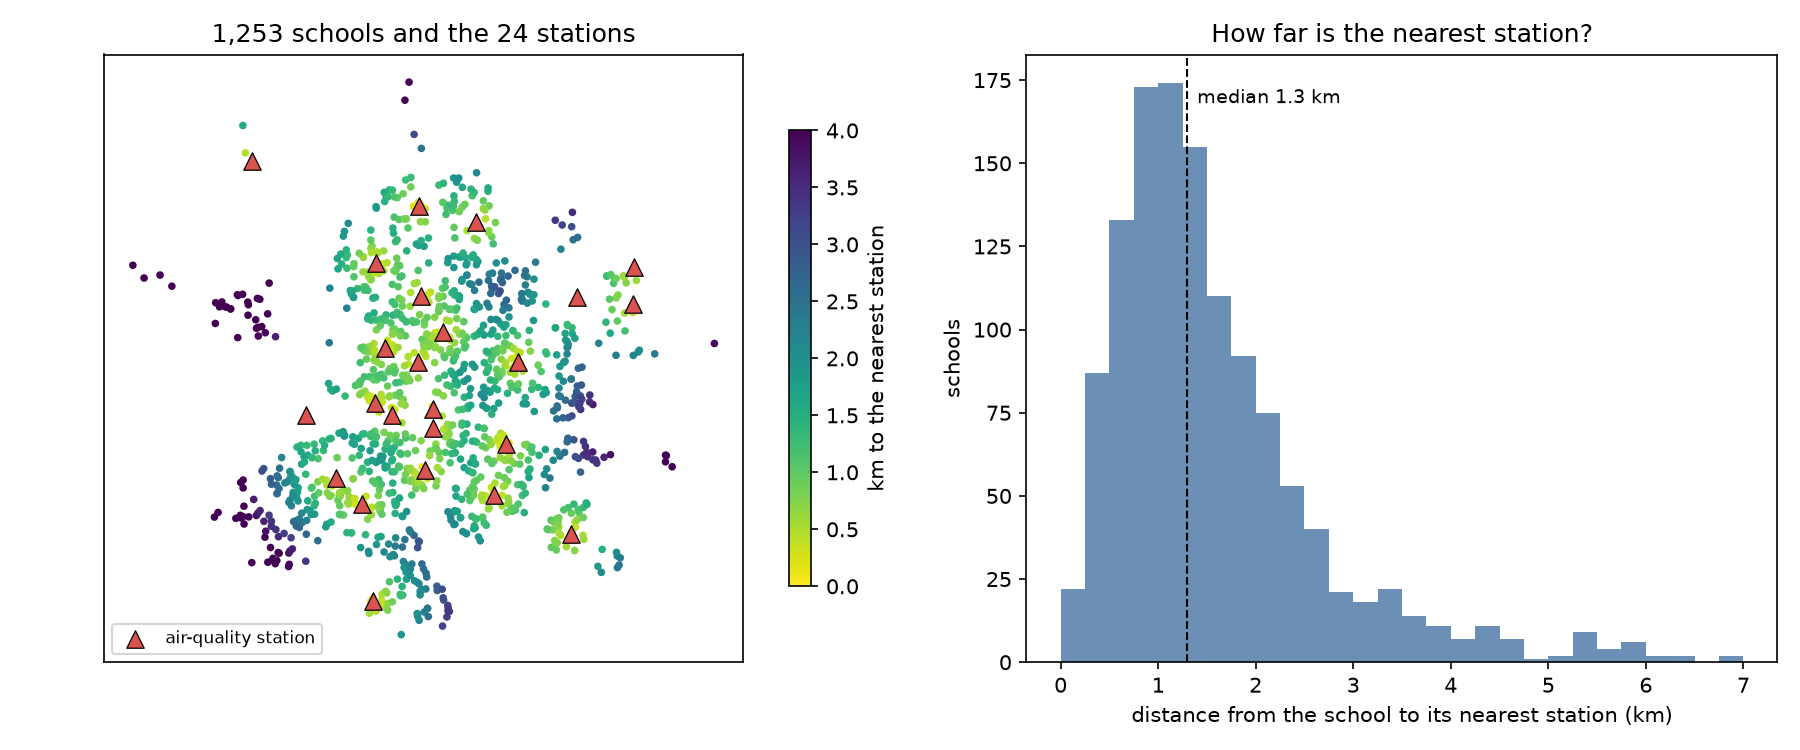 1,253 schools and the 24 stations
air-quality station
4.0
3.5
3.0
2.5
2.0
1.5
1.0
0.5
0.0
km to the nearest station
How far is the nearest station?
median 1.3 km
175
150
125
100
75
50
25
0
schools
0 1 2 3 4 5 6 7
distance from the school to its nearest station (km)